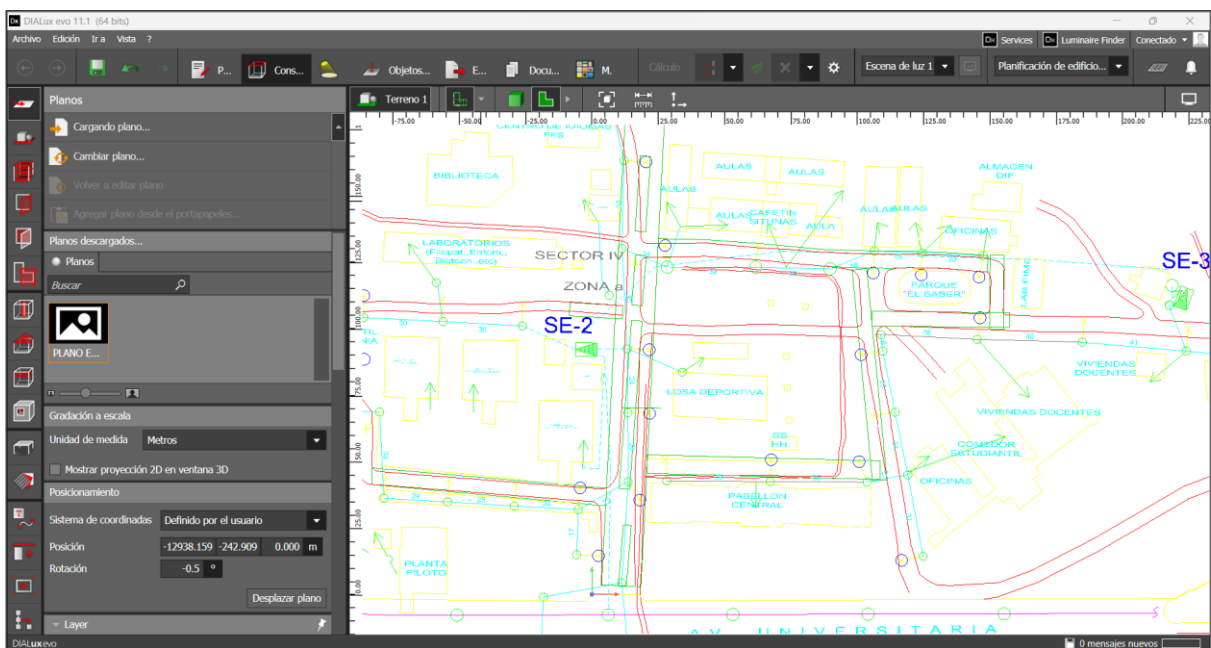 DIALux evo 11.1 (64 bits)
Archivo Edición Ir a Vista ?
Services Luminaire Finder Conectado
P... Cons... Objetos... E... Docu... M. Cálculo Escena de luz 1 Planificación de edificio...
Planos
Terreno 1
Cargando plano...
Cambiar plano...
Volver a editar plano
Agregar plano desde el portapapeles...
Planos descargados...
Planos
Buscar
PLANO E...
Gradación a escala
Unidad de medida Metros
Mostrar proyección 2D en ventana 3D
Posicionamiento
Sistema de coordenadas Definido por el usuario
Posición -12938.159 -242.909 0.000 m
Rotación -0.5 °
Desplazar plano
Layer
DIALux evo
0 mensajes nuevos
-75.00 -50.00 0.00 25.00 50.00 75.00 100.00 125.00 150.00 175.00 200.00 225.0
150.00
125.00
100.00
75.00
50.00
25.00
0.00
BIBLIOTECA
AULAS
AULAS
AULAS
ALMACEN
DIF
AULAS
CAFETIN
SITUNAS
AULA
AULAS
AULAS
OFICINAS
LABORATORIOS
SECTOR IV
ZONA a
PARQUE
"EL SABER"
SE-3
SE-2
30
30
40
41
VIVIENDAS
DOCENTES
LOSA DEPORTIVA
VIVIENDAS DOCENTES
SS
HH.
COMEDOR
ESTUDIANTIL
OFICINAS
PABELLON
CENTRAL
24
PLANTA
PILOTO
AV. UNIVERSITARIA